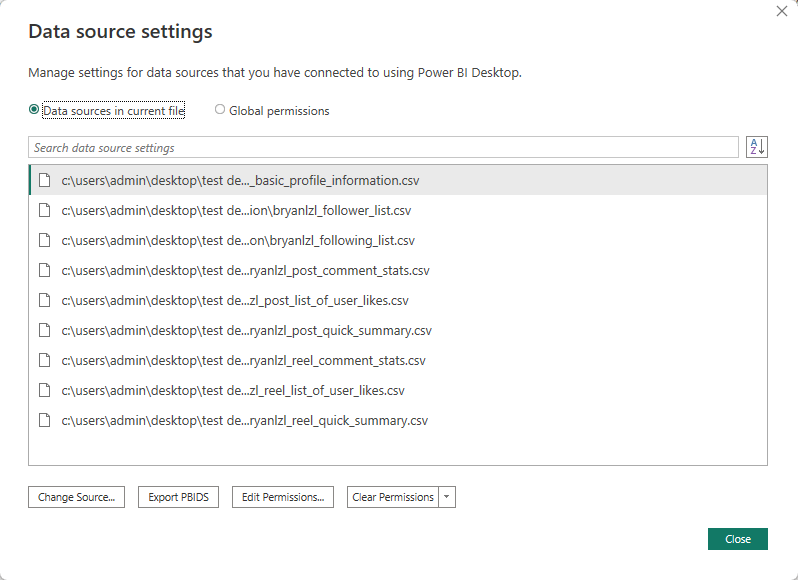 Data source settings
Manage settings for data sources that you have connected to using Power BI Desktop.
Data sources in current file Global permissions
Search data source settings
A Z
c:\users\admin\desktop\test de..._basic_profile_information.csv
c:\users\admin\desktop\test de...ion\bryanlzl_follower_list.csv
c:\users\admin\desktop\test de...on\bryanlzl_following_list.csv
c:\users\admin\desktop\test de...ryanlzl_post_comment_stats.csv
c:\users\admin\desktop\test de...zl_post_list_of_user_likes.csv
c:\users\admin\desktop\test de...ryanlzl_post_quick_summary.csv
c:\users\admin\desktop\test de...ryanlzl_reel_comment_stats.csv
c:\users\admin\desktop\test de...zl_reel_list_of_user_likes.csv
c:\users\admin\desktop\test de...ryanlzl_reel_quick_summary.csv
Change Source... Export PBIDS Edit Permissions... Clear Permissions
Close